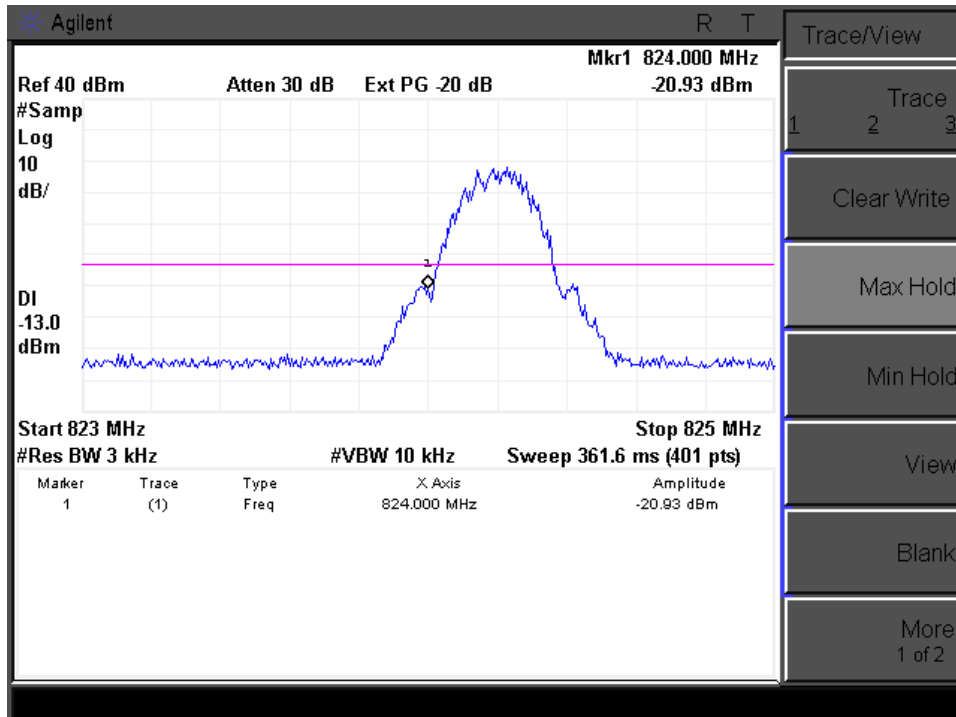 Agilent R T
Trace/View
Mkr1 824.000 MHz
Ref 40 dBm Atten 30 dB Ext PG -20 dB -20.93 dBm
#Samp
Log
10
dB/
1
DI
-13.0
dBm
Start 823 MHz Stop 825 MHz
#Res BW 3 kHz #VBW 10 kHz Sweep 361.6 ms (401 pts)
Marker Trace Type X Axis Amplitude
1 (1) Freq 824.000 MHz -20.93 dBm
Trace
1 2 3
Clear Write
Max Hold
Min Hold
View
Blank
More
1 of 2